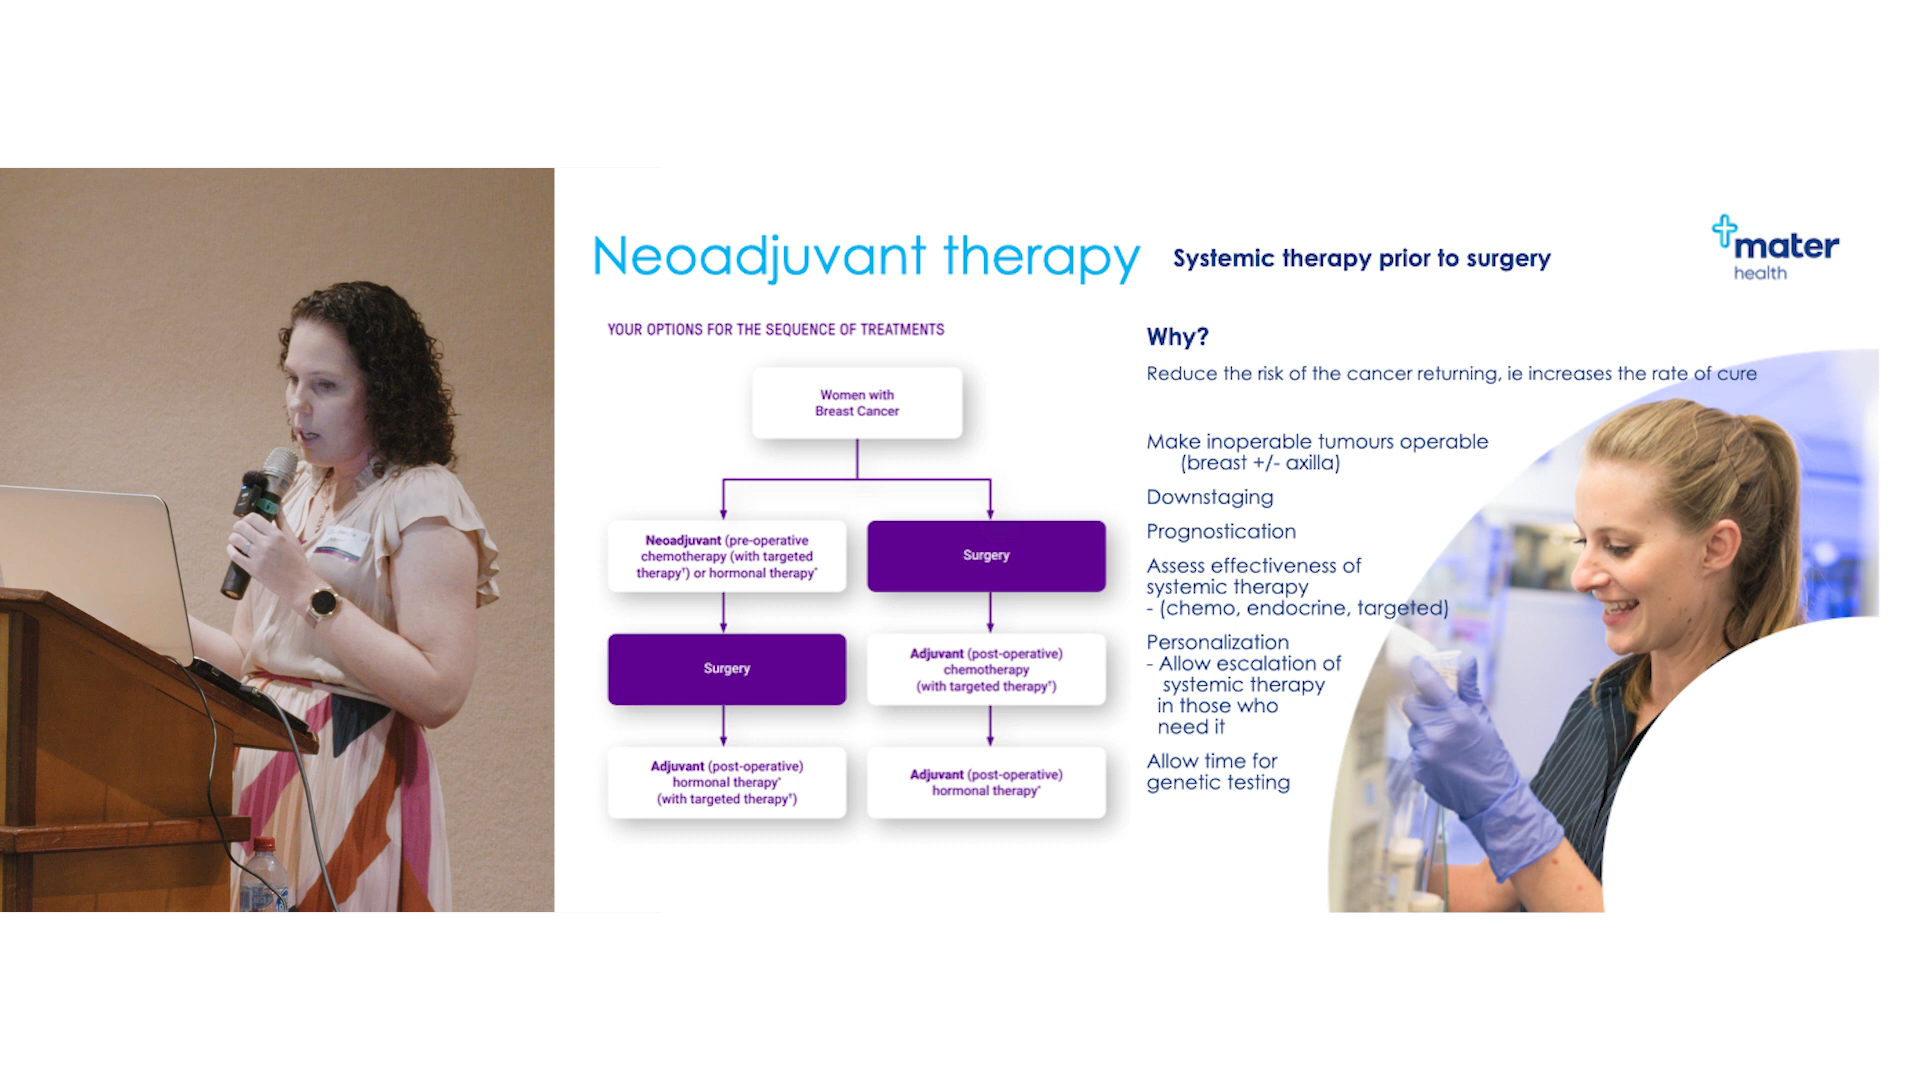 Neoadjuvant therapy
Systemic therapy prior to surgery
mater
health
YOUR OPTIONS FOR THE SEQUENCE OF TREATMENTS
Women with
Breast Cancer
Neoadjuvant (pre-operative
chemotherapy (with targeted
therapy†) or hormonal therapy*
Surgery
Surgery
Adjuvant (post-operative)
chemotherapy
(with targeted therapy†)
Adjuvant (post-operative)
hormonal therapy*
(with targeted therapy†)
Adjuvant (post-operative)
hormonal therapy*
Why?
Reduce the risk of the cancer returning, ie increases the rate of cure
Make inoperable tumours operable
(breast +/- axilla)
Downstaging
Prognostication
Assess effectiveness of
systemic therapy
- (chemo, endocrine, targeted)
Personalization
- Allow escalation of
systemic therapy
in those who
need it
Allow time for
genetic testing